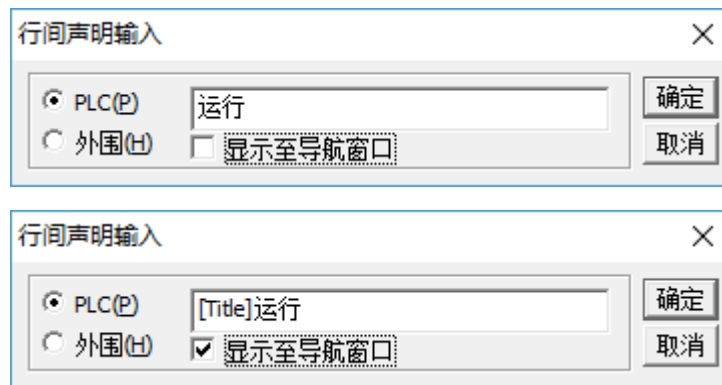 行间声明输入
PLC(P) 运行 确定
外围(H) 显示至导航窗口 取消
行间声明输入
PLC(P) [Title]运行 确定
外围(H) 显示至导航窗口 取消